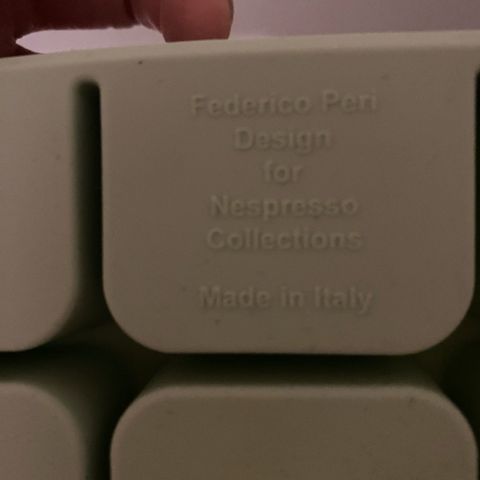 Federico Peri
Design
for
Nespresso
Collections
Made in Italy